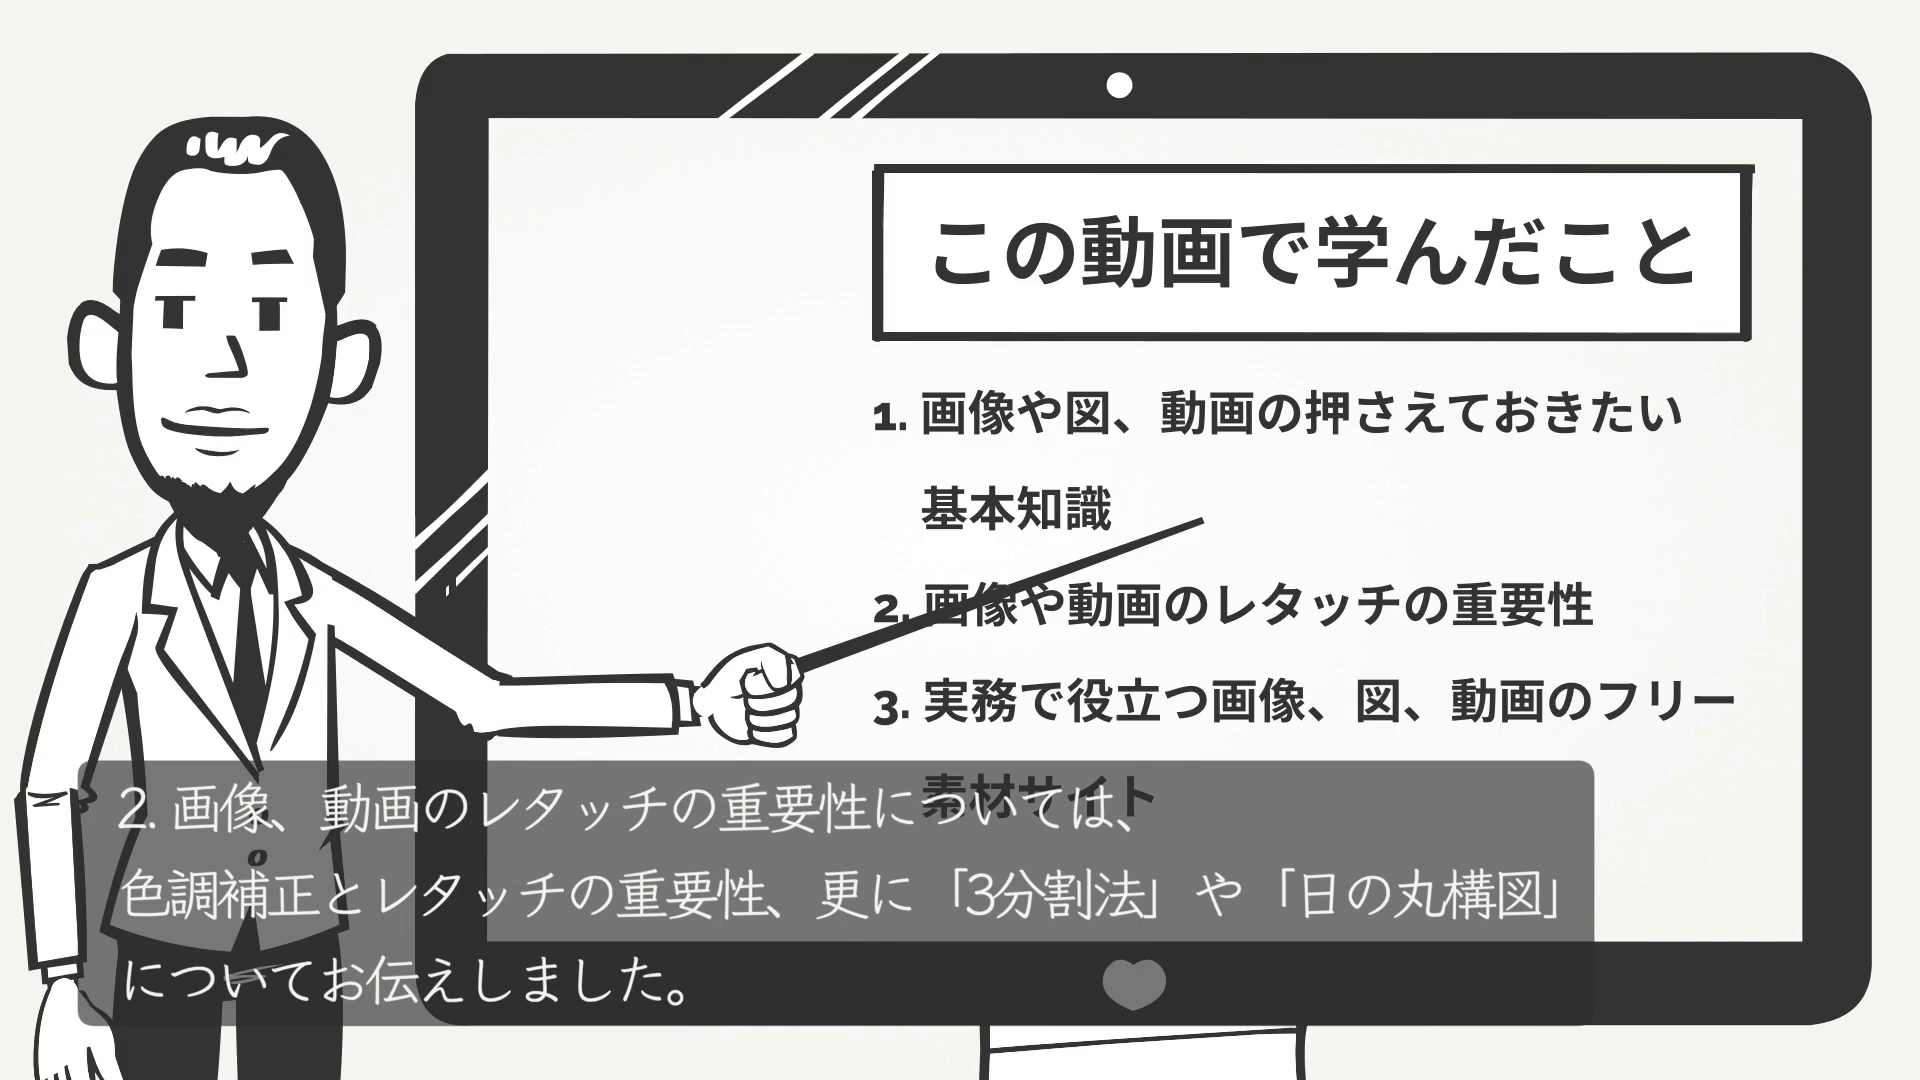 この動画で学んだこと
1. 画像や図、動画の押さえておきたい
基本知識
2. 画像や動画のレタッチの重要性
3. 実務で役立つ画像、図、動画のフリー
素材サイト
2. 画像、動画のレタッチの重要性については、
色調補正とレタッチの重要性、更に「3分割法」や「日の丸構図」
についてお伝えしました。